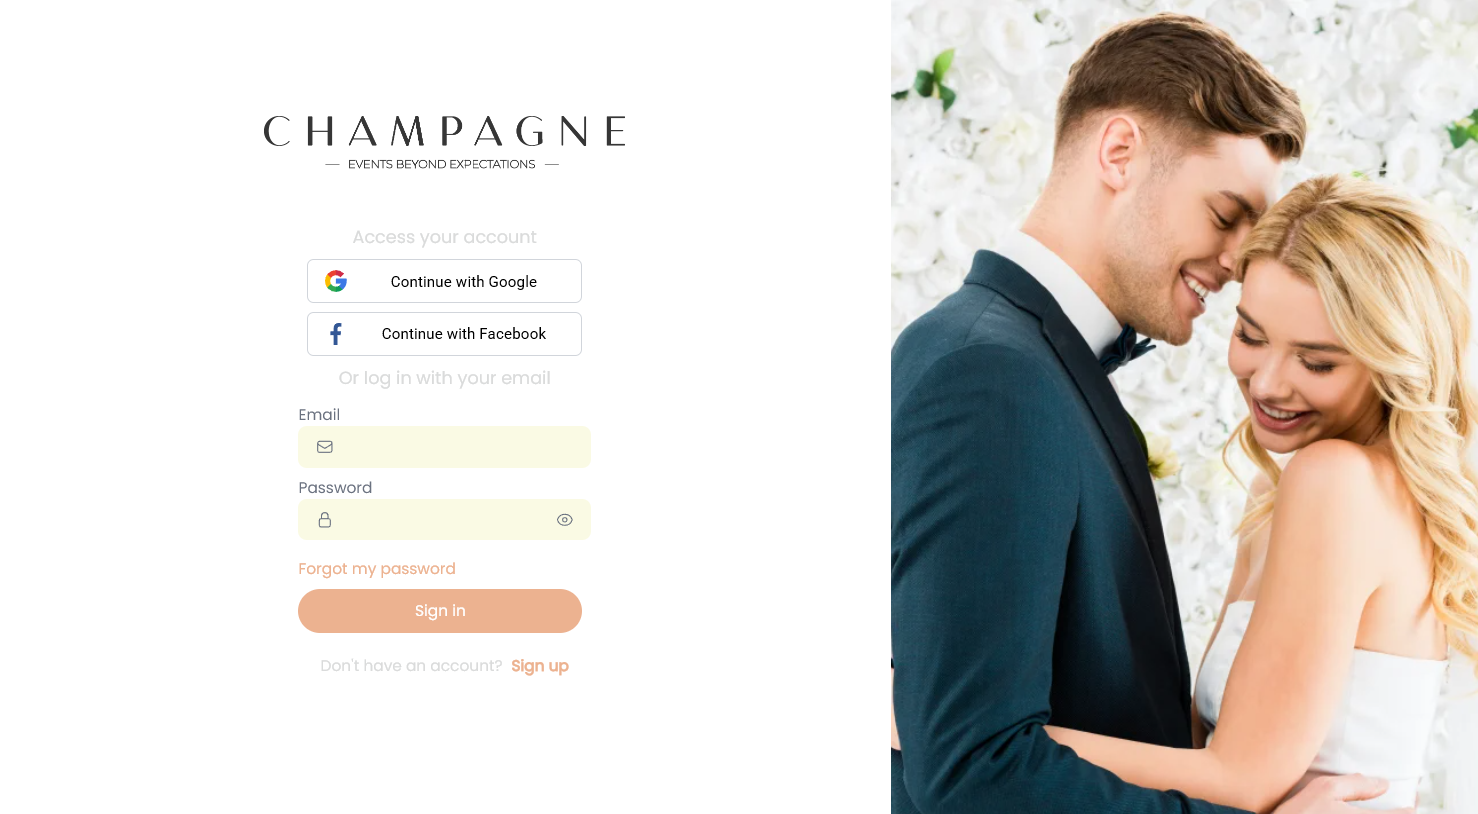 CHAMPAGNE
EVENTS BEYOND EXPECTATIONS
Access your account
Continue with Google
Continue with Facebook
Or log in with your email
Email
Password
Forgot my password
Sign in
Don't have an account? Sign up